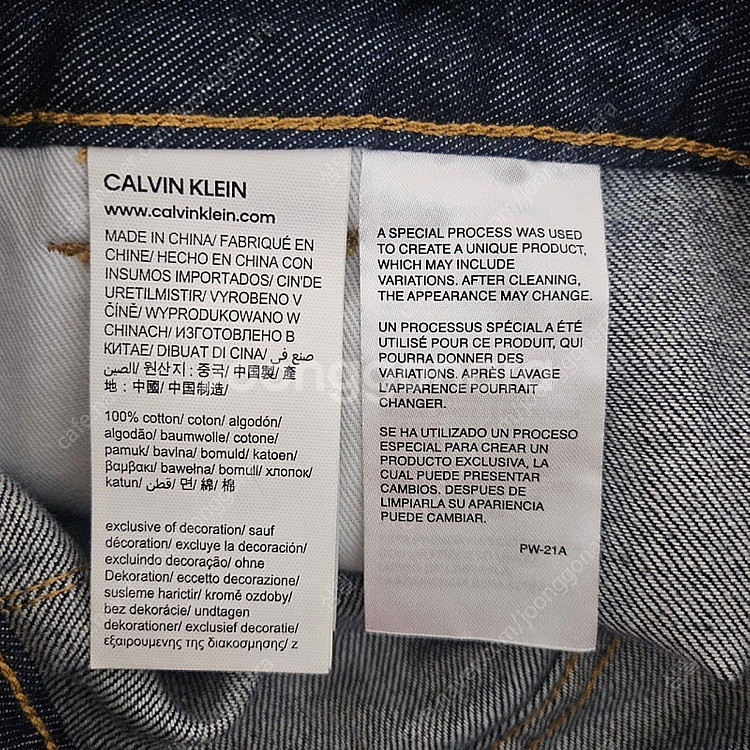 CALVIN KLEIN
www.calvinklein.com
MADE IN CHINA/ FABRIQUÉ EN
CHINE/ HECHO EN CHINA CON
INSUMOS IMPORTADOS/ CIN'DE
URETILMISTIR/ VYROBENO V
ČÍNĚ/ WYPRODUKOWANO W
CHINACH/ ИЗГОТОВЛЕНО В
КИТАЕ/ DIBUAT DI CINA/ صنع في
الصين/ 원산지 : 중국/ 中国製/ 產
地 : 中國/ 中国制造/
100% cotton/ coton/ algodón/
algodão/ baumwolle/ cotone/
pamuk/ bavlna/ bomuld/ katoen/
βαμβακι/ bawełna/ bomull/ хлопок/
katun/ قطن/ 면/ 綿/ 棉
exclusive of decoration/ sauf
décoration/ excluye la decoración/
excluindo decoração/ ohne
Dekoration/ eccetto decorazione/
susleme harictir/ kromě ozdoby/
bez dekorácie/ undtagen
dekorationer/ exclusief decoratie/
εξαιρουμενης της διακοσμησης/ z
A SPECIAL PROCESS WAS USED
TO CREATE A UNIQUE PRODUCT,
WHICH MAY INCLUDE
VARIATIONS. AFTER CLEANING,
THE APPEARANCE MAY CHANGE.
UN PROCESSUS SPÉCIAL A ÉTÉ
UTILISÉ POUR CE PRODUIT, QUI
POURRA DONNER DES
VARIATIONS. APRÈS LAVAGE
L'APPARENCE POURRAIT
CHANGER.
SE HA UTILIZADO UN PROCESO
ESPECIAL PARA CREAR UN
PRODUCTO EXCLUSIVA, LA
CUAL PUEDE PRESENTAR
CAMBIOS. DESPUES DE
LIMPIARLA SU APARIENCIA
PUEDE CAMBIAR.
PW-21A